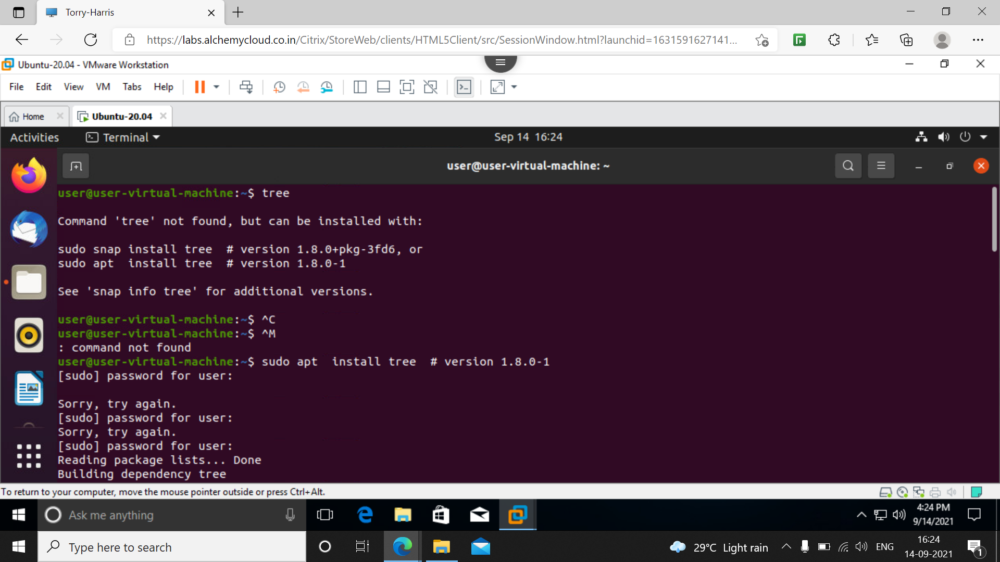 Torry-Harris
https://labs.alchemycloud.co.in/Citrix/StoreWeb/clients/HTML5Client/src/SessionWindow.html?launchid=1631591627141...
Ubuntu-20.04 - VMware Workstation
File Edit View VM Tabs Help
Home Ubuntu-20.04
Activities Terminal Sep 14 16:24
user@user-virtual-machine: ~
user@user-virtual-machine:~$ tree
Command 'tree' not found, but can be installed with:
sudo snap install tree  # version 1.8.0+pkg-3fd6, or
sudo apt  install tree  # version 1.8.0-1
See 'snap info tree' for additional versions.
user@user-virtual-machine:~$ ^C
user@user-virtual-machine:~$ ^M
: command not found
user@user-virtual-machine:~$ sudo apt  install tree  # version 1.8.0-1
[sudo] password for user:
Sorry, try again.
[sudo] password for user:
Sorry, try again.
[sudo] password for user:
Reading package lists... Done
Building dependency tree
To return to your computer, move the mouse pointer outside or press Ctrl+Alt.
Ask me anything
4:24 PM
9/14/2021
Type here to search
29°C Light rain
ENG
16:24
14-09-2021
1